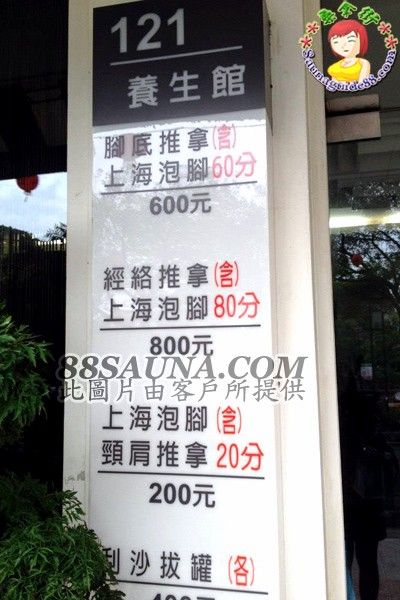 121
養生館
腳底推拿(含)
上海泡腳60分
600元
經絡推拿(含)
上海泡腳80分
800元
88SAUNA.COM
此圖片由客戶所提供
上海泡腳(含)
頸肩推拿20分
200元
刮沙拔罐(各)